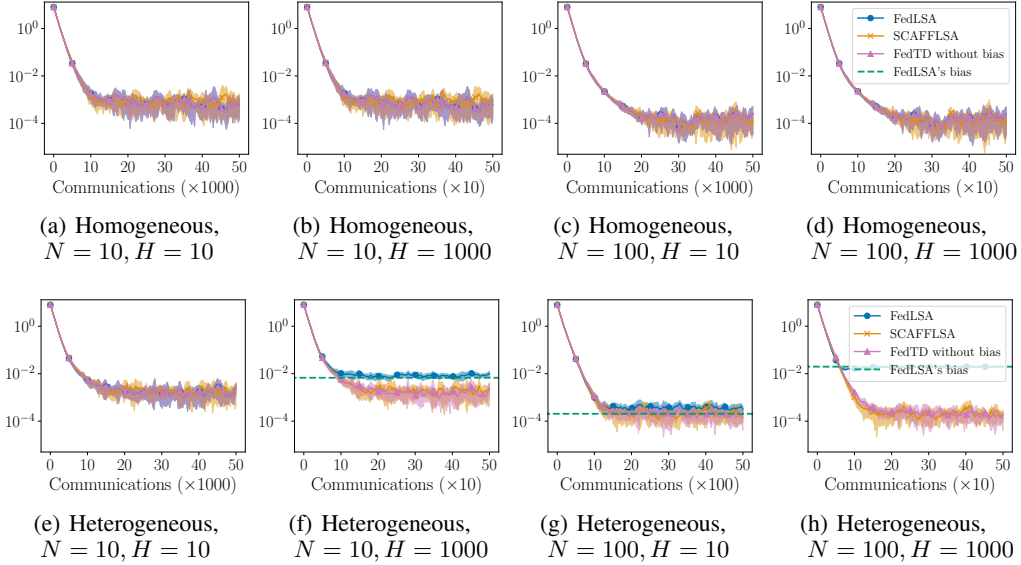 10^0
10^{-2}
10^{-4}
0 10 20 30 40 50
Communications (×1000)
(a) Homogeneous,
N = 10, H = 10
10^0
10^{-2}
10^{-4}
0 10 20 30 40 50
Communications (×10)
(b) Homogeneous,
N = 10, H = 1000
10^0
10^{-2}
10^{-4}
0 10 20 30 40 50
Communications (×1000)
(c) Homogeneous,
N = 100, H = 10
10^0
10^{-2}
10^{-4}
FedLSA
SCAFFLSA
FedTD without bias
FedLSA's bias
0 10 20 30 40 50
Communications (×10)
(d) Homogeneous,
N = 100, H = 1000
10^0
10^{-2}
10^{-4}
0 10 20 30 40 50
Communications (×1000)
(e) Heterogeneous,
N = 10, H = 10
10^0
10^{-2}
10^{-4}
0 10 20 30 40 50
Communications (×10)
(f) Heterogeneous,
N = 10, H = 1000
10^0
10^{-2}
10^{-4}
0 10 20 30 40 50
Communications (×100)
(g) Heterogeneous,
N = 100, H = 10
10^0
10^{-2}
10^{-4}
FedLSA
SCAFFLSA
FedTD without bias
FedLSA's bias
0 10 20 30 40 50
Communications (×10)
(h) Heterogeneous,
N = 100, H = 1000